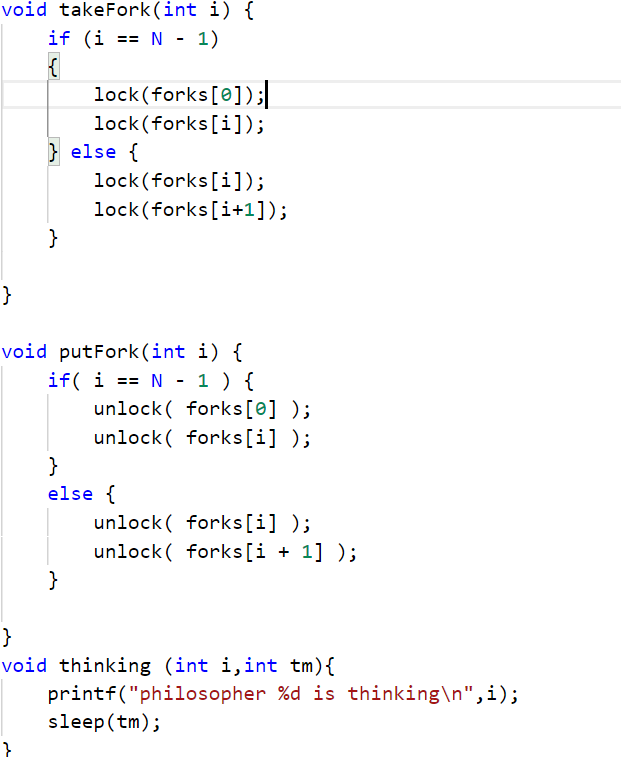 void takeFork(int i) {
    if (i == N - 1)
    {
        lock(forks[0]);
        lock(forks[i]);
    } else {
        lock(forks[i]);
        lock(forks[i+1]);
    }

}

void putFork(int i) {
    if( i == N - 1 ) {
        unlock( forks[0] );
        unlock( forks[i] );
    }
    else {
        unlock( forks[i] );
        unlock( forks[i + 1] );
    }

}
void thinking (int i,int tm){
    printf("philosopher %d is thinking\n",i);
    sleep(tm);
}